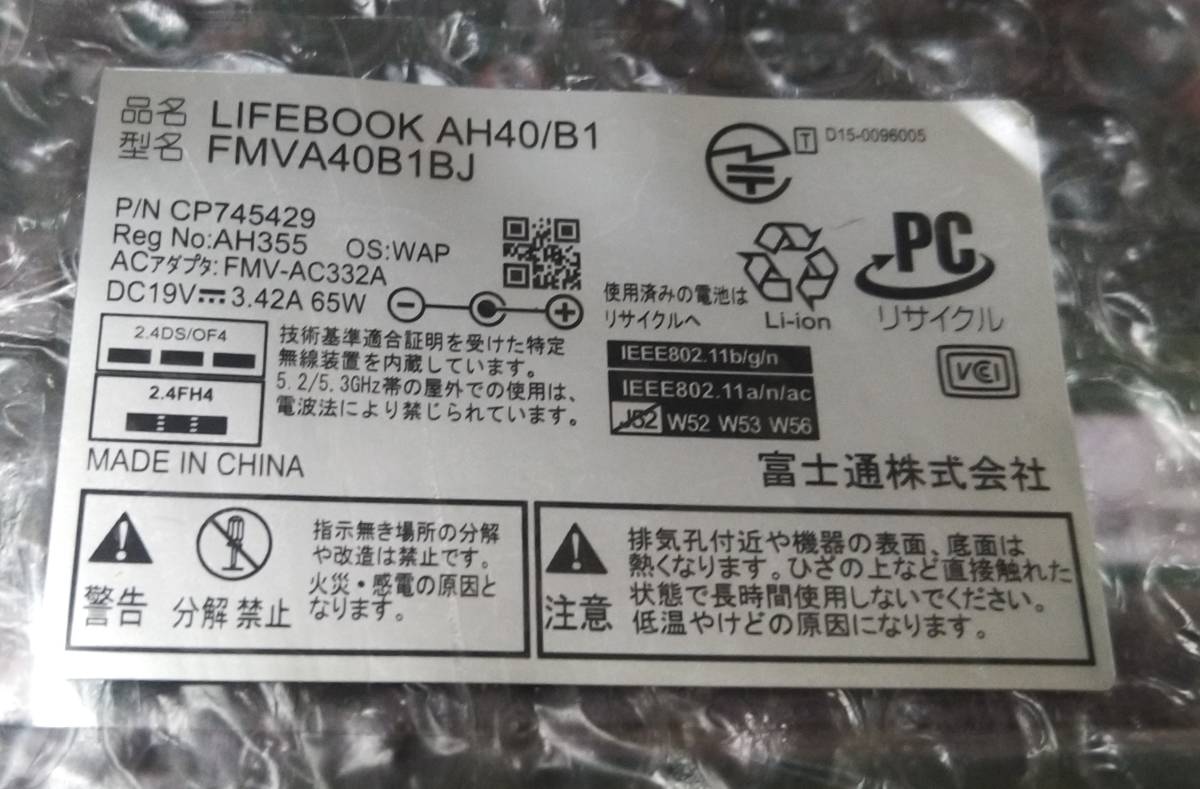 品名 LIFEBOOK AH40/B1
型名 FMVA40B1BJ
T D15-0096005
P/N CP745429
Reg No:AH355 OS:WAP
ACアダプタ:FMV-AC332A
DC19V 3.42A 65W
使用済みの電池は
リサイクルへ
Li-ion
PC
リサイクル
2.4DS/OF4
2.4FH4
技術基準適合証明を受けた特定
無線装置を内蔵しています。
5.2/5.3GHz帯の屋外での使用は、
電波法により禁じられています。
IEEE802.11b/g/n
IEEE802.11a/n/ac
J52 W52 W53 W56
VCI
MADE IN CHINA
富士通株式会社
警告
分解禁止
指示無き場所の分解
や改造は禁止です。
火災・感電の原因と
なります。
注意
排気孔付近や機器の表面、底面は
熱くなります。ひざの上など直接触れた
状態で長時間使用しないでください。
低温やけどの原因になります。